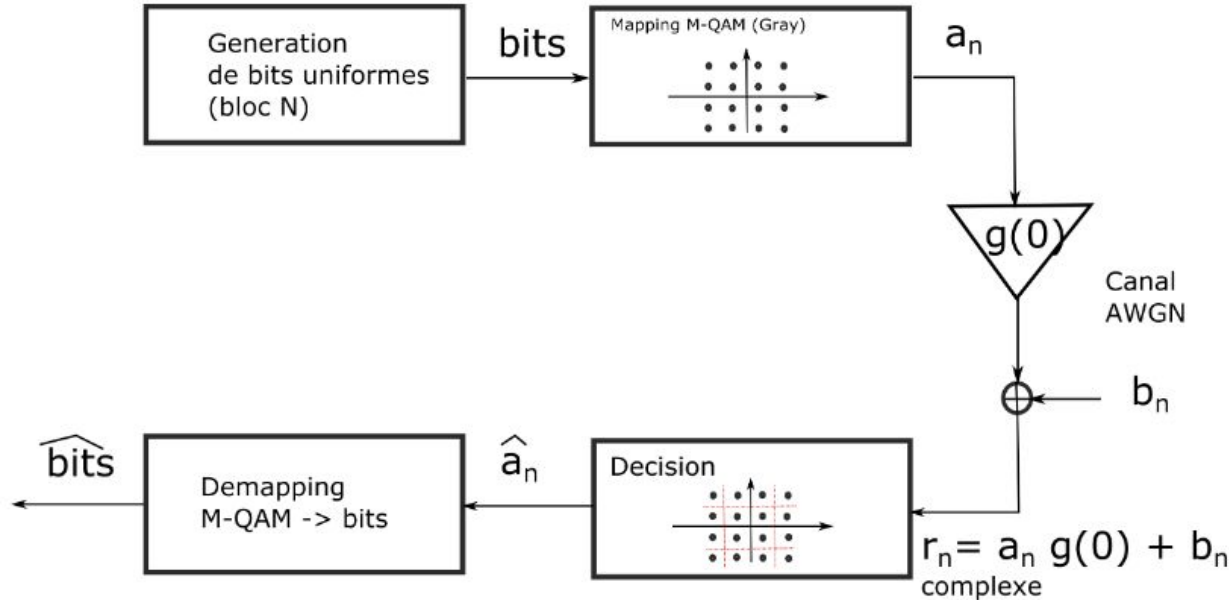 Generation
de bits uniformes
(bloc N)
bits
Mapping M-QAM (Gray)
aₙ
g(0)
Canal
AWGN
bₙ
rₙ= aₙ g(0) + bₙ
complexe
Decision
âₙ
Demapping
M-QAM -> bits
\widehat{bits}